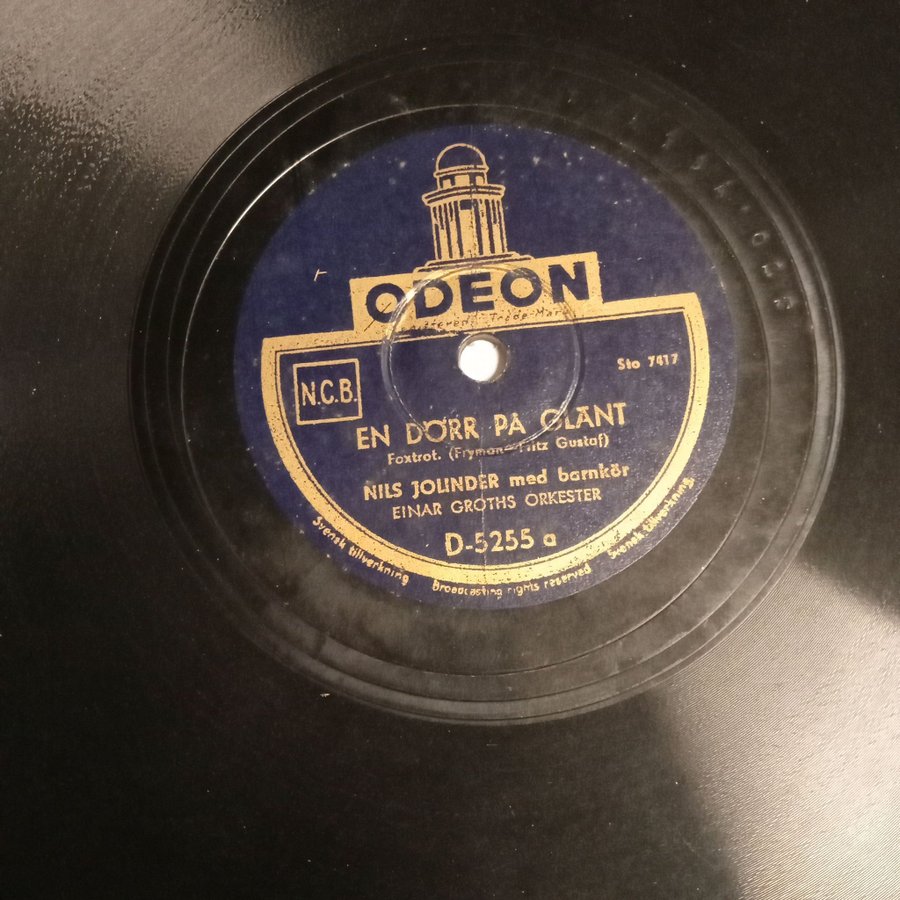 ODEON
Trade-Mark
N.C.B.
Sto 7417
EN DÖRR PÅ GLÄNT
Foxtrot. (Fryman-Fritz Gustaf)
NILS JOLINDER med barnkör
EINAR GROTHS ORKESTER
D-5255 a
Svensk tillverkning
Broadcasting rights reserved
Svensk tillverkning.